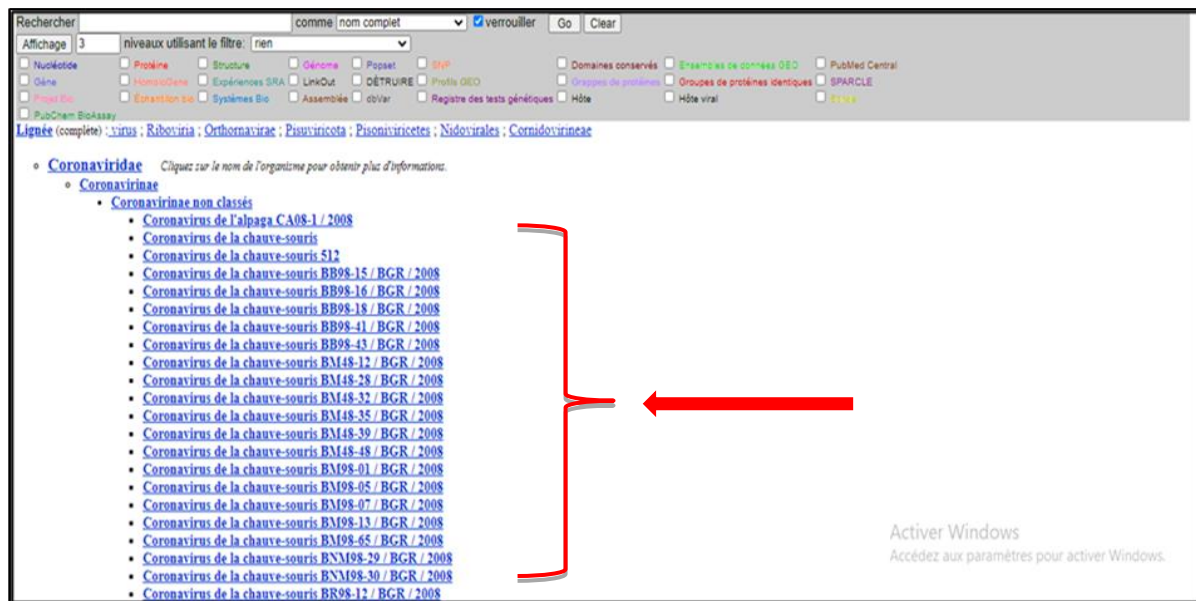 Rechercher comme nom complet verrouiller Go Clear
Affichage 3 niveaux utilisant le filtre: rien
Nucléotide Protéine Structure Génome Popset SNP Domaines conservés Ensembles de données GEO PubMed Central
Gène HomoloGene Expériences SRA LinkOut DÉTRUIRE Profils GEO Grappes de protéines Groupes de protéines identiques SPARCLE
Projet Bio Échantillon bio Systèmes Bio Assemblée dbVar Registre des tests génétiques Hôte Hôte viral
PubChem BioAssay
Lignée (complète) : virus ; Riboviria ; Orthornavirae ; Pisuviricota ; Pisoniviricetes ; Nidovirales ; Cornidovirineae
Coronaviridae Cliquez sur le nom de l'organisme pour obtenir plus d'informations.
Coronavirinae
Coronavirinae non classés
Coronavirus de l'alpaga CA08-1 / 2008
Coronavirus de la chauve-souris
Coronavirus de la chauve-souris 512
Coronavirus de la chauve-souris BB98-15 / BGR / 2008
Coronavirus de la chauve-souris BB98-16 / BGR / 2008
Coronavirus de la chauve-souris BB98-18 / BGR / 2008
Coronavirus de la chauve-souris BB98-41 / BGR / 2008
Coronavirus de la chauve-souris BB98-43 / BGR / 2008
Coronavirus de la chauve-souris BM48-12 / BGR / 2008
Coronavirus de la chauve-souris BM48-28 / BGR / 2008
Coronavirus de la chauve-souris BM48-32 / BGR / 2008
Coronavirus de la chauve-souris BM48-35 / BGR / 2008
Coronavirus de la chauve-souris BM48-39 / BGR / 2008
Coronavirus de la chauve-souris BM48-48 / BGR / 2008
Coronavirus de la chauve-souris BM98-01 / BGR / 2008
Coronavirus de la chauve-souris BM98-05 / BGR / 2008
Coronavirus de la chauve-souris BM98-07 / BGR / 2008
Coronavirus de la chauve-souris BM98-13 / BGR / 2008
Coronavirus de la chauve-souris BM98-65 / BGR / 2008
Coronavirus de la chauve-souris BNM98-29 / BGR / 2008
Coronavirus de la chauve-souris BNM98-30 / BGR / 2008
Coronavirus de la chauve-souris BR98-12 / BGR / 2008
Activer Windows
Accédez aux paramètres pour activer Windows.